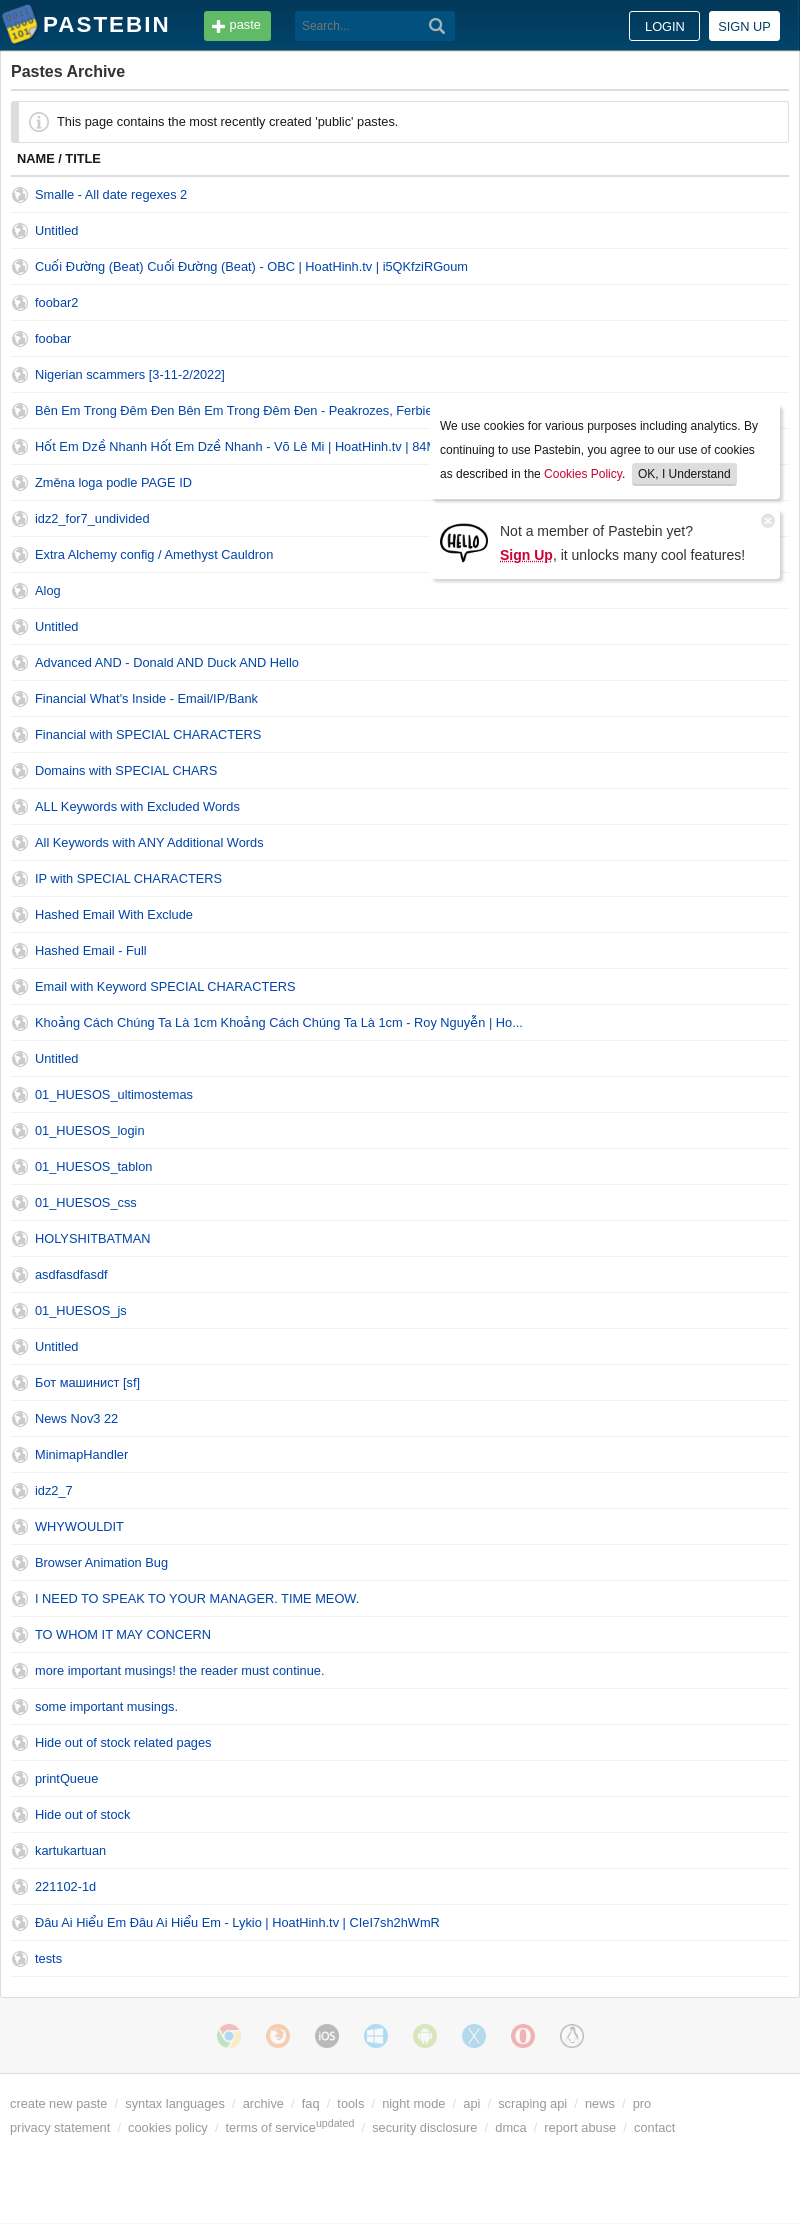 PASTEBIN
paste
Search...
LOGIN
SIGN UP
Pastes Archive
This page contains the most recently created 'public' pastes.
NAME / TITLE
Smalle - All date regexes 2
Untitled
Cuối Đường (Beat) Cuối Đường (Beat) - OBC | HoatHinh.tv | i5QKfziRGoum
foobar2
foobar
Nigerian scammers [3-11-2/2022]
Bên Em Trong Đêm Đen Bên Em Trong Đêm Đen - Peakrozes, Ferbie
Hốt Em Dzề Nhanh Hốt Em Dzề Nhanh - Võ Lê Mi | HoatHinh.tv |
We use cookies for various purposes including analytics. By
continuing to use Pastebin, you agree to our use of cookies
as described in the Cookies Policy. OK, I Understand
Změna loga podle PAGE ID
idz2_for7_undivided
Not a member of Pastebin yet?
Sign Up, it unlocks many cool features!
HELLO
Extra Alchemy config / Amethyst Cauldron
Alog
Untitled
Advanced AND - Donald AND Duck AND Hello
Financial What's Inside - Email/IP/Bank
Financial with SPECIAL CHARACTERS
Domains with SPECIAL CHARS
ALL Keywords with Excluded Words
All Keywords with ANY Additional Words
IP with SPECIAL CHARACTERS
Hashed Email With Exclude
Hashed Email - Full
Email with Keyword SPECIAL CHARACTERS
Khoảng Cách Chúng Ta Là 1cm Khoảng Cách Chúng Ta Là 1cm - Roy Nguyễn | Ho...
Untitled
01_HUESOS_ultimostemas
01_HUESOS_login
01_HUESOS_tablon
01_HUESOS_css
HOLYSHITBATMAN
asdfasdfasdf
01_HUESOS_js
Untitled
Бот машинист [sf]
News Nov3 22
MinimapHandler
idz2_7
WHYWOULDIT
Browser Animation Bug
I NEED TO SPEAK TO YOUR MANAGER. TIME MEOW.
TO WHOM IT MAY CONCERN
more important musings! the reader must continue.
some important musings.
Hide out of stock related pages
printQueue
Hide out of stock
kartukartuan
221102-1d
Đâu Ai Hiểu Em Đâu Ai Hiểu Em - Lykio | HoatHinh.tv | CIeI7sh2hWmR
tests
iOS
create new paste / syntax languages / archive / faq / tools / night mode / api / scraping api / news / pro
privacy statement / cookies policy / terms of serviceupdated / security disclosure / dmca / report abuse / contact